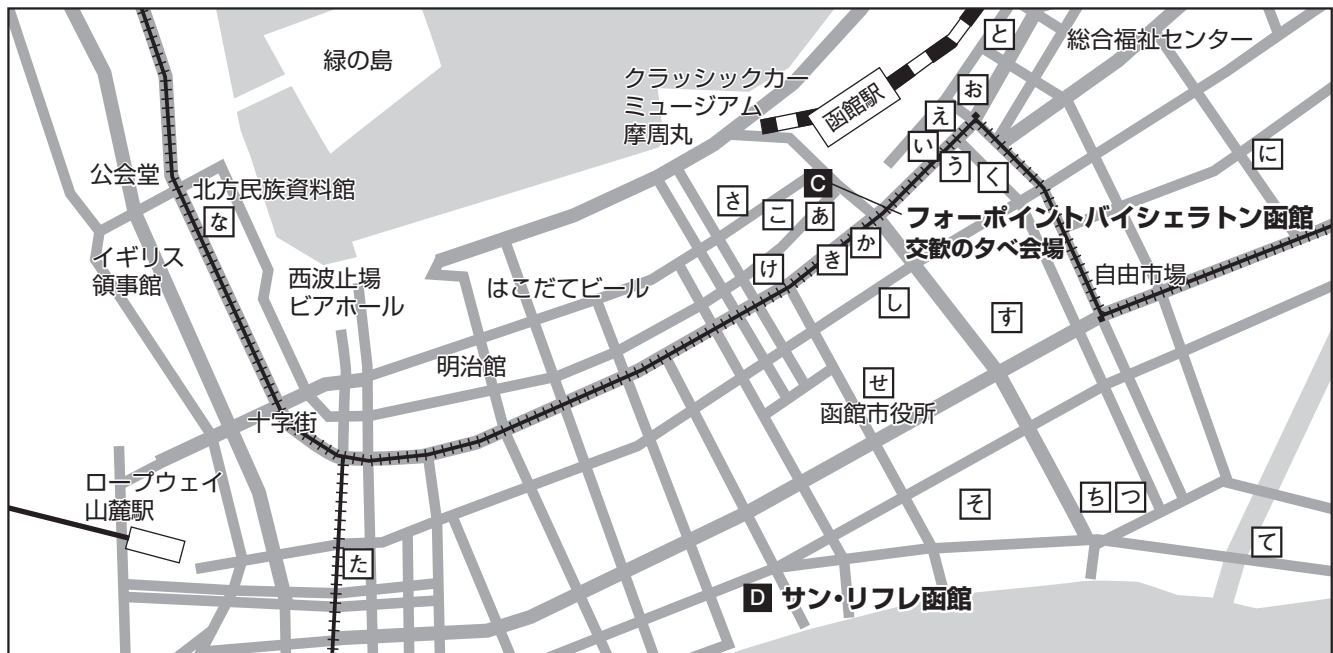 緑の島
クラッシックカー
ミュージアム
摩周丸
函館駅
と
総合福祉センター
お
え
い
う
く
に
公会堂
北方民族資料館
な
さ
こ
あ
C
フォーポイントバイシェラトン函館
交歓の夕べ会場
か
き
け
イギリス
領事館
西波止場
ビアホール
はこだてビール
自由市場
し
す
明治館
せ
函館市役所
十字街
ロープウェイ
山麓駅
そ
ち
つ
て
た
D サン・リフレ函館